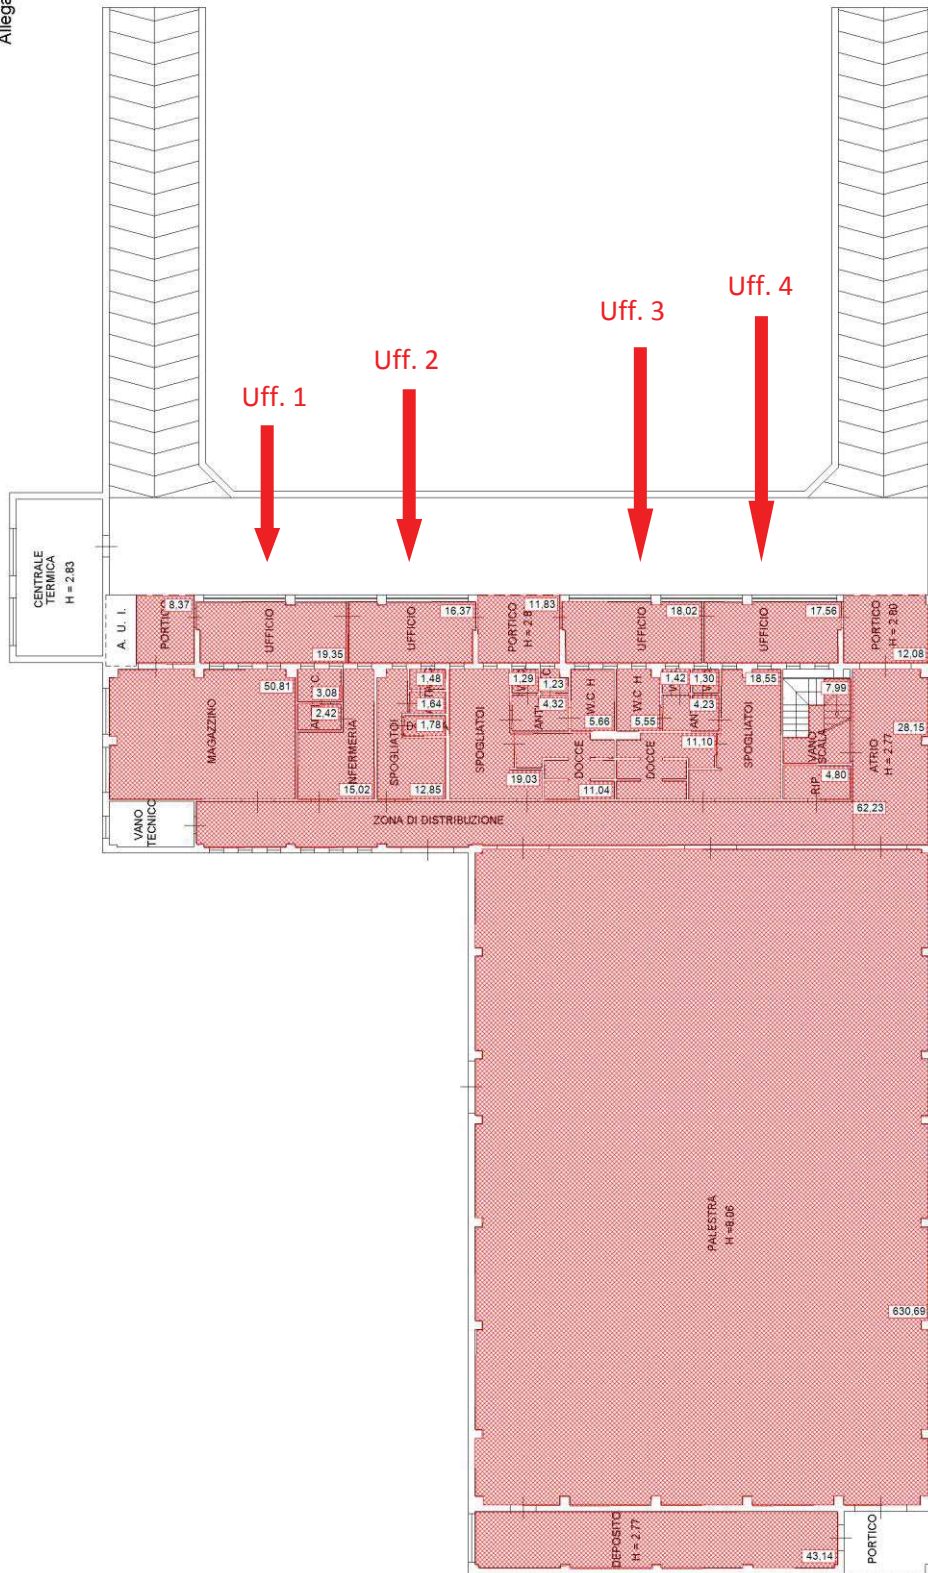 Allega
Uff. 4
Uff. 3
Uff. 2
Uff. 1
CENTRALE
TERMICA
H = 2.83
A. U. I.
PORTICO
8,37
UFFICIO
19,35
UFFICIO
16,37
PORTICO
H = 2.8
11,83
UFFICIO
18,02
UFFICIO
17,56
PORTICO
H = 2.80
12,08
MAGAZZINO
50,81
C
3,08
2,42
NFERMERIA
15,02
SPOGLIATOI
1,48
1,64
1,78
12,85
SPOGLIATOI
19,03
1,29
1,23
ANT
4,32
W.C H
5,66
DOCCE
11,04
W.C H
5,55
DOCCE
11,10
1,42
1,30
AN
4,23
SPOGLIATOI
18,55
VANO
SCALA
7,99
RIP.
4,80
ATRIO
H = 2.77
28,15
62,23
VANO
TECNICO
ZONA DI DISTRIBUZIONE
PALESTRA
630,69
DEPOSITO
H = 2.77
43,14
PORTICO